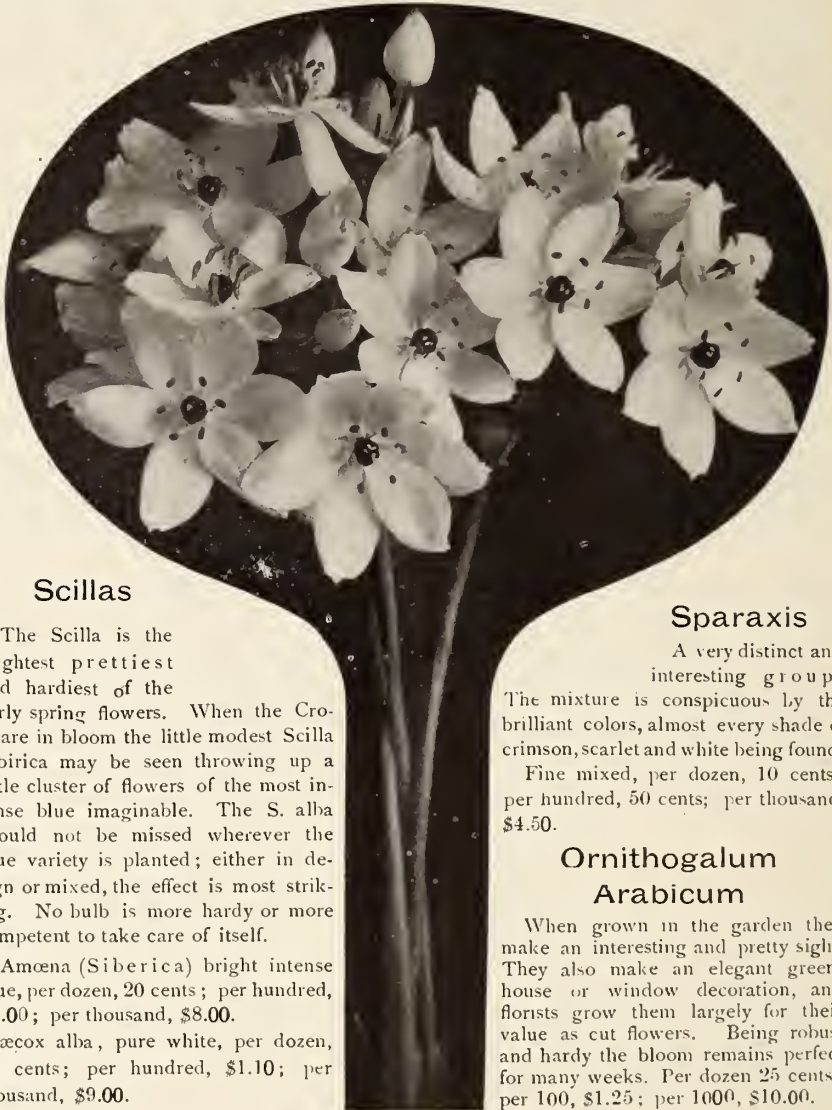 Scillas
The Scilla is the
ghtest prettiest
d hardiest of the
rly spring flowers. When the Cro-
are in bloom the little modest Scilla
birica may be seen throwing up a
tle cluster of flowers of the most in-
nse blue imaginable. The S. alba
ould not be missed wherever the
ue variety is planted; either in de-
gn or mixed, the effect is most strik-
g. No bulb is more hardy or more
mpetent to take care of itself.
Amœna (Siberica) bright intense
ue, per dozen, 20 cents; per hundred,
.00; per thousand, $8.00.
æcox alba, pure white, per dozen,
cents; per hundred, $1.10; per
ousand, $9.00.
Sparaxis
A very distinct an
interesting group
The mixture is conspicuous by th
brilliant colors, almost every shade
crimson, scarlet and white being foun
Fine mixed, per dozen, 10 cents
per hundred, 50 cents; per thousan
$4.50.
Ornithogalum
Arabicum
When grown in the garden the
make an interesting and pretty sigh
They also make an elegant green
house or window decoration, an
florists grow them largely for thei
value as cut flowers. Being robus
and hardy the bloom remains perfec
for many weeks. Per dozen 25 cents
per 100, $1.25; per 1000, $10.00.